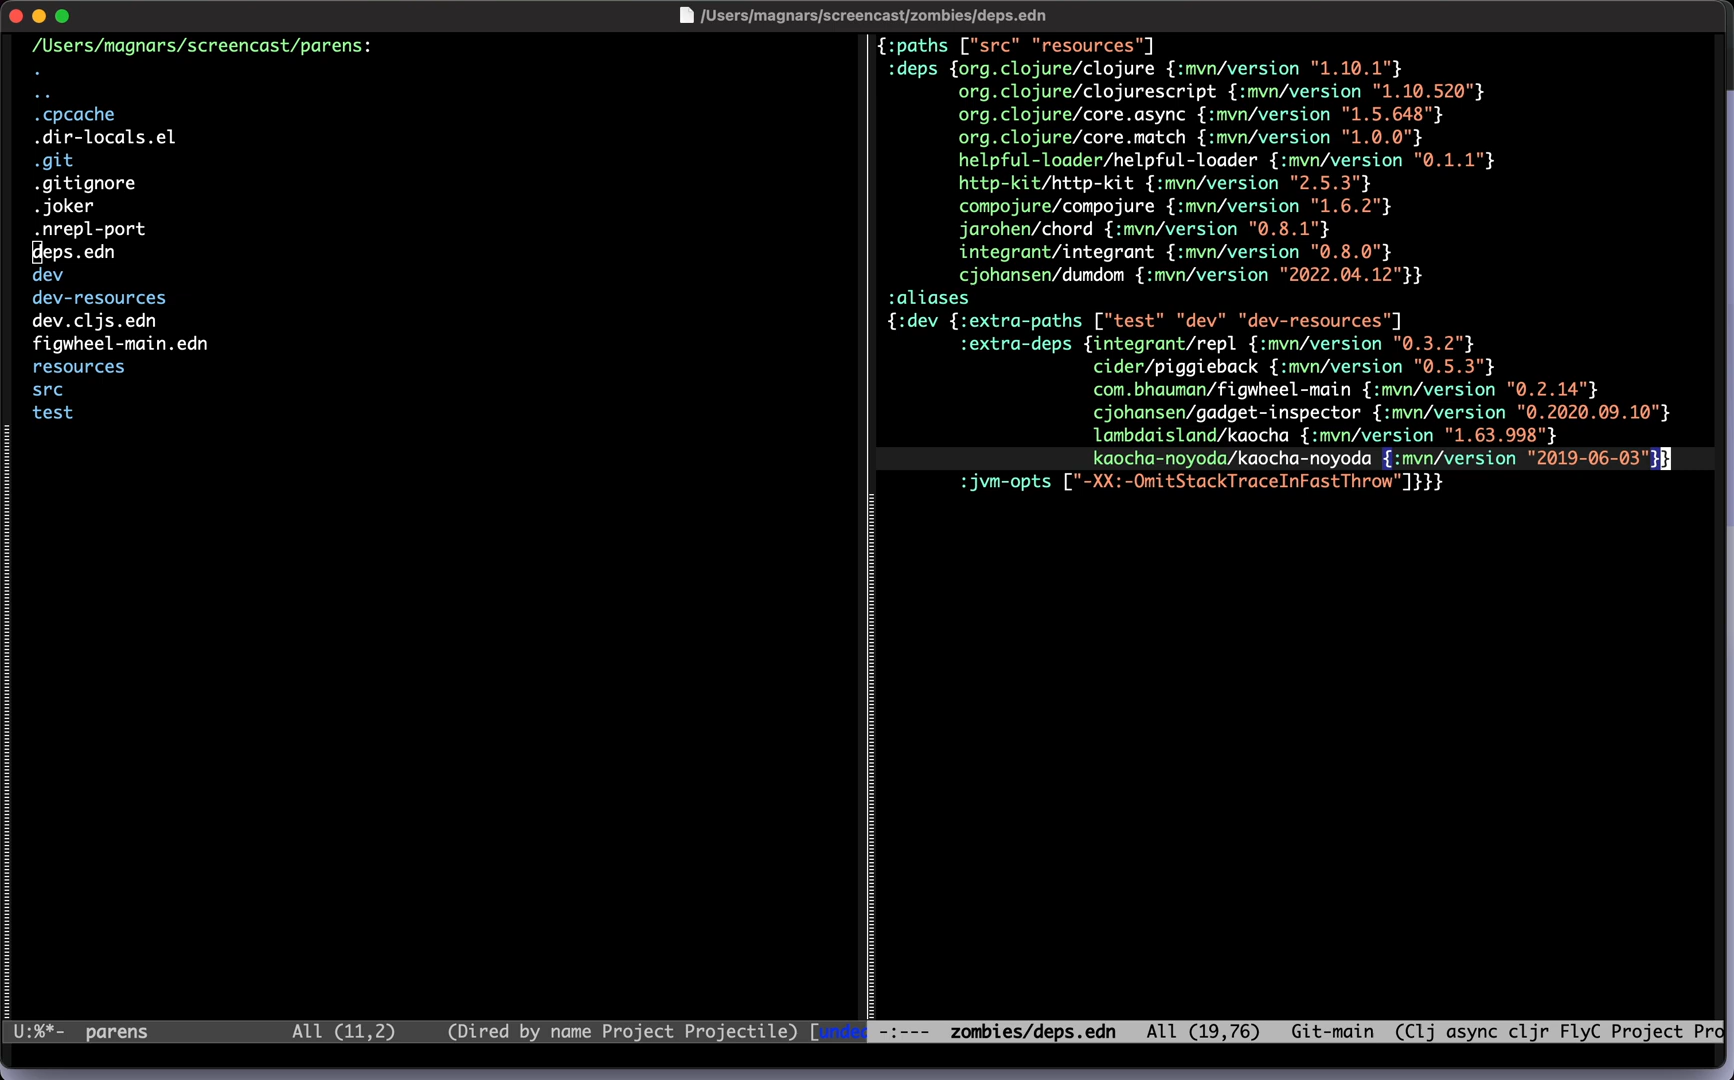 /Users/magnars/screencast/zombies/deps.edn
/Users/magnars/screencast/parens:
.
..
.cpcache
.dir-locals.el
.git
.gitignore
.joker
.nrepl-port
deps.edn
dev
dev-resources
dev.cljs.edn
figwheel-main.edn
resources
src
test
U:%*-  parens  All (11,2)  (Dired by name Project Projectile) [undec
{:paths ["src" "resources"]
:deps {org.clojure/clojure {:mvn/version "1.10.1"}
org.clojure/clojurescript {:mvn/version "1.10.520"}
org.clojure/core.async {:mvn/version "1.5.648"}
org.clojure/core.match {:mvn/version "1.0.0"}
helpful-loader/helpful-loader {:mvn/version "0.1.1"}
http-kit/http-kit {:mvn/version "2.5.3"}
compojure/compojure {:mvn/version "1.6.2"}
jarohen/chord {:mvn/version "0.8.1"}
integrant/integrant {:mvn/version "0.8.0"}
cjohansen/dumdom {:mvn/version "2022.04.12"}}
:aliases
{:dev {:extra-paths ["test" "dev" "dev-resources"]
:extra-deps {integrant/repl {:mvn/version "0.3.2"}
cider/piggieback {:mvn/version "0.5.3"}
com.bhauman/figwheel-main {:mvn/version "0.2.14"}
cjohansen/gadget-inspector {:mvn/version "0.2020.09.10"}
lambdaisland/kaocha {:mvn/version "1.63.998"}
kaocha-noyoda/kaocha-noyoda {:mvn/version "2019-06-03"}}
:jvm-opts ["-XX:-OmitStackTraceInFastThrow"]}}}
-:---  zombies/deps.edn  All (19,76)  Git-main  (Clj async cljr FlyC Project Pro